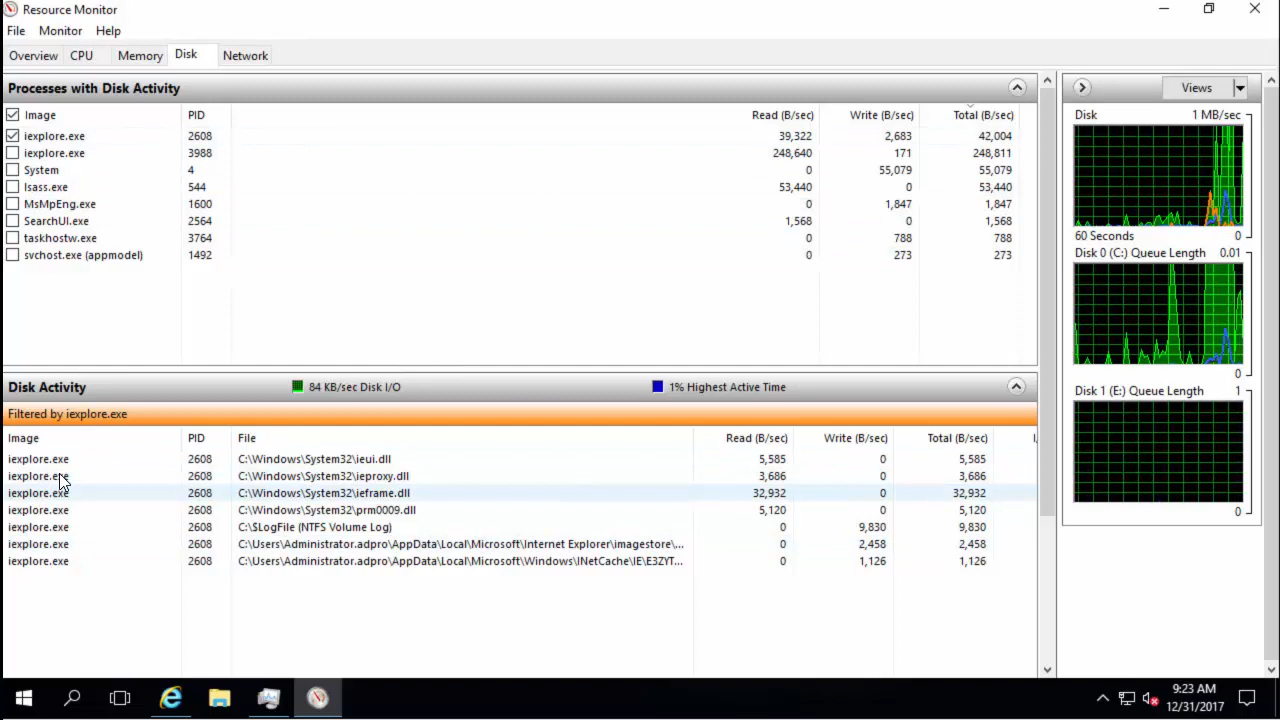 Resource Monitor
File Monitor Help
Overview CPU Memory Disk Network
Processes with Disk Activity
Image PID Read (B/sec) Write (B/sec) Total (B/sec)
iexplore.exe 2608 39,322 2,683 42,004
iexplore.exe 3988 248,640 171 248,811
System 4 0 55,079 55,079
lsass.exe 544 53,440 0 53,440
MsMpEng.exe 1600 0 1,847 1,847
SearchUI.exe 2564 1,568 0 1,568
taskhostw.exe 3764 0 788 788
svchost.exe (appmodel) 1492 0 273 273
Disk Activity 84 KB/sec Disk I/O 1% Highest Active Time
Filtered by iexplore.exe
Image PID File Read (B/sec) Write (B/sec) Total (B/sec)
iexplore.exe 2608 C:\Windows\System32\ieui.dll 5,585 0 5,585
iexplore.exe 2608 C:\Windows\System32\ieproxy.dll 3,686 0 3,686
iexplore.exe 2608 C:\Windows\System32\ieframe.dll 32,932 0 32,932
iexplore.exe 2608 C:\Windows\System32\prm0009.dll 5,120 0 5,120
iexplore.exe 2608 C:\$LogFile (NTFS Volume Log) 0 9,830 9,830
iexplore.exe 2608 C:\Users\Administrator.adpro\AppData\Local\Microsoft\Internet Explorer\imagestore\... 0 2,458 2,458
iexplore.exe 2608 C:\Users\Administrator.adpro\AppData\Local\Microsoft\Windows\INetCache\IE\E3ZYT... 0 1,126 1,126
Views
Disk 1 MB/sec
60 Seconds 0
Disk 0 (C:) Queue Length 0.01
0
Disk 1 (E:) Queue Length 1
0
9:23 AM
12/31/2017